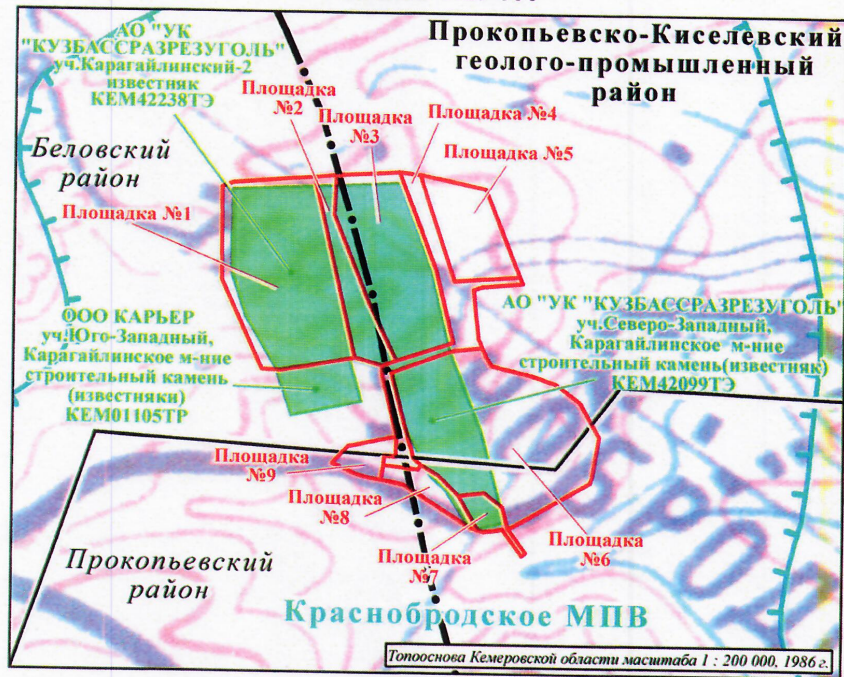 Прокопьевско-Киселевский
геолого-промышленный
район
АО "УК
"КУЗБАССРАЗРЕЗУГОЛЬ"
уч.Карагайлинский-2
известняк
КЕМ42238ТЭ
Площадка
№2
Площадка
№3
Площадка №4
Площадка №5
Беловский
район
Площадка №1
ООО КАРЬЕР
уч.Юго-Западный,
Карагайлинское м-ние
строительный камень
(известняки)
КЕМ01105ТР
АО "УК "КУЗБАССРАЗРЕЗУГОЛЬ"
уч.Северо-Западный,
Карагайлинское м-ние
строительный камень(известняк)
КЕМ42099ТЭ
Площадка
№9
Площадка
№8
Площадка
№7
Площадка
№6
Прокопьевский
район
Краснобродское МПВ
Топооснова Кемеровской области масштаба 1 : 200 000, 1986 г.